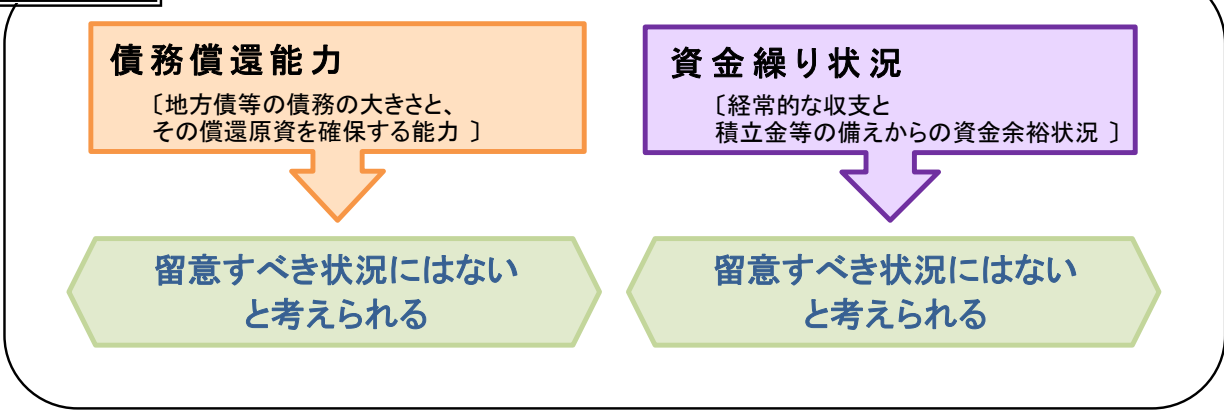 債務償還能力
〔地方債等の債務の大きさと、
その償還原資を確保する能力 〕
留意すべき状況にはない
と考えられる
資金繰り状況
〔経常的な収支と
積立金等の備えからの資金余裕状況 〕
留意すべき状況にはない
と考えられる